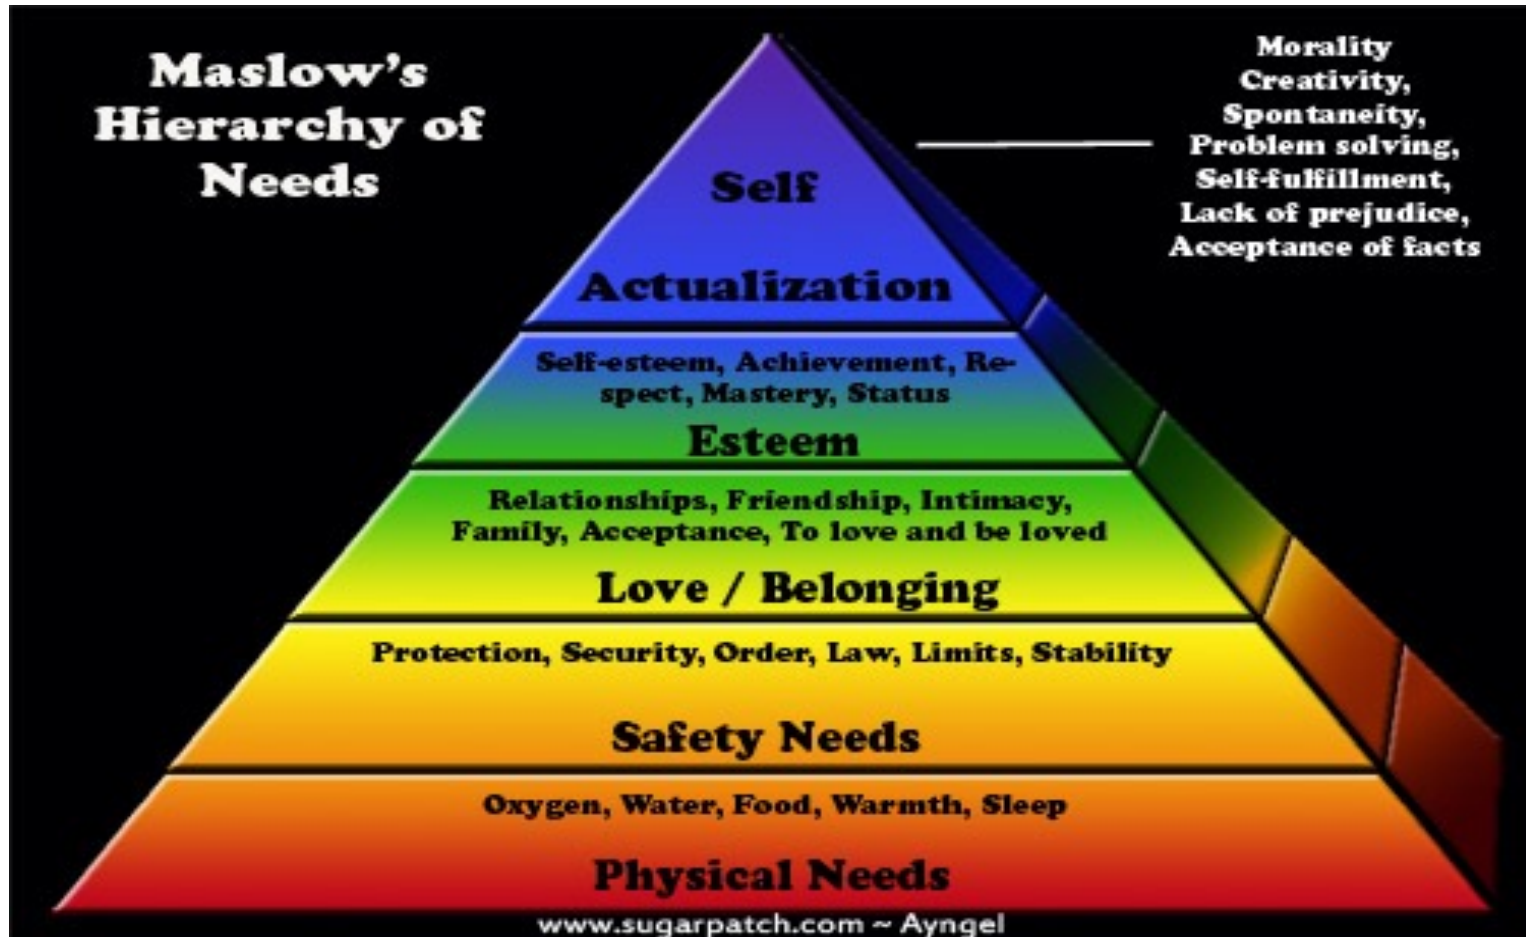 Maslow's
Hierarchy of
Needs
Morality
Creativity,
Spontaneity,
Problem solving,
Self-fulfillment,
Lack of prejudice,
Acceptance of facts
Self
Actualization
Self-esteem, Achievement, Re-
spect, Mastery, Status
Esteem
Relationships, Friendship, Intimacy,
Family, Acceptance, To love and be loved
Love / Belonging
Protection, Security, Order, Law, Limits, Stability
Safety Needs
Oxygen, Water, Food, Warmth, Sleep
Physical Needs
www.sugarpatch.com ~ Ayngel